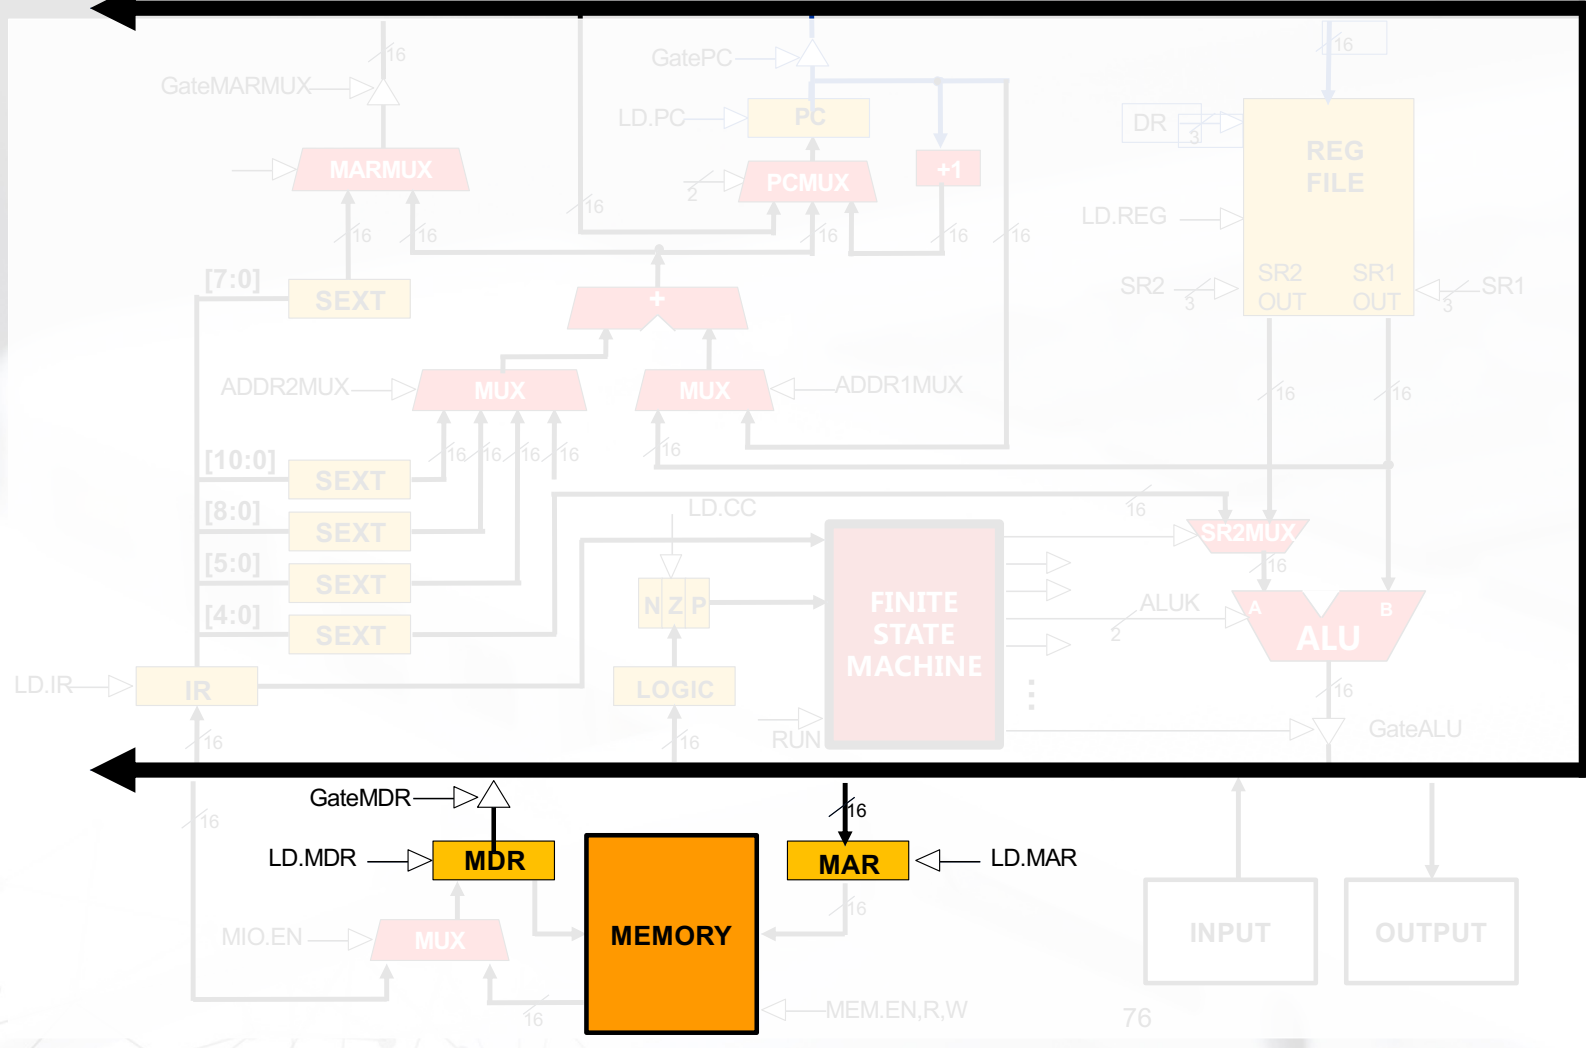 16
GatePC
16
GateMARMUX
LD.PC
PC
DR
3
REG
FILE
MARMUX
PCMUX
+1
2
16
LD.REG
16
16
16
16
16
[7:0]
SEXT
+
SR2
3
SR2
OUT
SR1
OUT
3
SR1
ADDR2MUX
MUX
MUX
ADDR1MUX
16
16
[10:0]
SEXT
16
16
16
16
16
[8:0]
SEXT
LD.CC
16
SR2MUX
[5:0]
SEXT
16
N Z P
FINITE
STATE
MACHINE
ALUK
2
A
B
ALU
[4:0]
SEXT
LD.IR
IR
LOGIC
16
16
16
RUN
GateALU
GateMDR
16
16
LD.MDR
MDR
MAR
LD.MAR
16
MIO.EN
MUX
MEMORY
INPUT
OUTPUT
16
MEM.EN,R,W
76